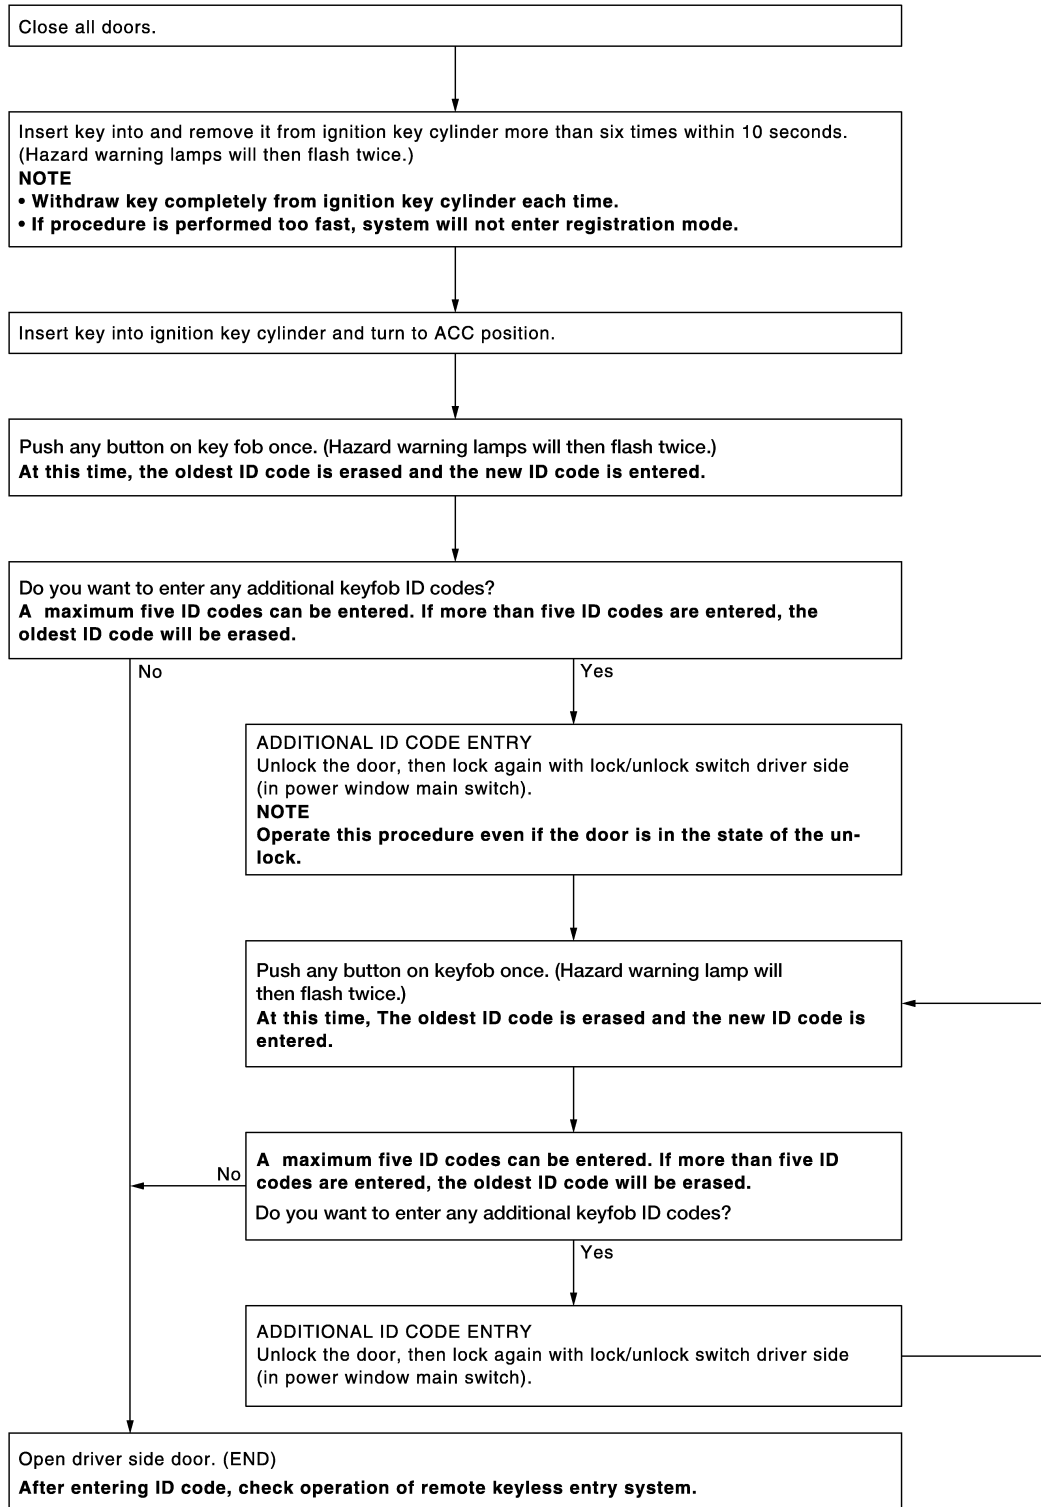 Close all doors.
Insert key into and remove it from ignition key cylinder more than six times within 10 seconds.
(Hazard warning lamps will then flash twice.)
NOTE
• Withdraw key completely from ignition key cylinder each time.
• If procedure is performed too fast, system will not enter registration mode.
Insert key into ignition key cylinder and turn to ACC position.
Push any button on key fob once. (Hazard warning lamps will then flash twice.)
At this time, the oldest ID code is erased and the new ID code is entered.
Do you want to enter any additional keyfob ID codes?
A maximum five ID codes can be entered. If more than five ID codes are entered, the
oldest ID code will be erased.
No
Yes
ADDITIONAL ID CODE ENTRY
Unlock the door, then lock again with lock/unlock switch driver side
(in power window main switch).
NOTE
Operate this procedure even if the door is in the state of the un-
lock.
Push any button on keyfob once. (Hazard warning lamp will
then flash twice.)
At this time, The oldest ID code is erased and the new ID code is
entered.
No
A maximum five ID codes can be entered. If more than five ID
codes are entered, the oldest ID code will be erased.
Do you want to enter any additional keyfob ID codes?
Yes
ADDITIONAL ID CODE ENTRY
Unlock the door, then lock again with lock/unlock switch driver side
(in power window main switch).
Open driver side door. (END)
After entering ID code, check operation of remote keyless entry system.